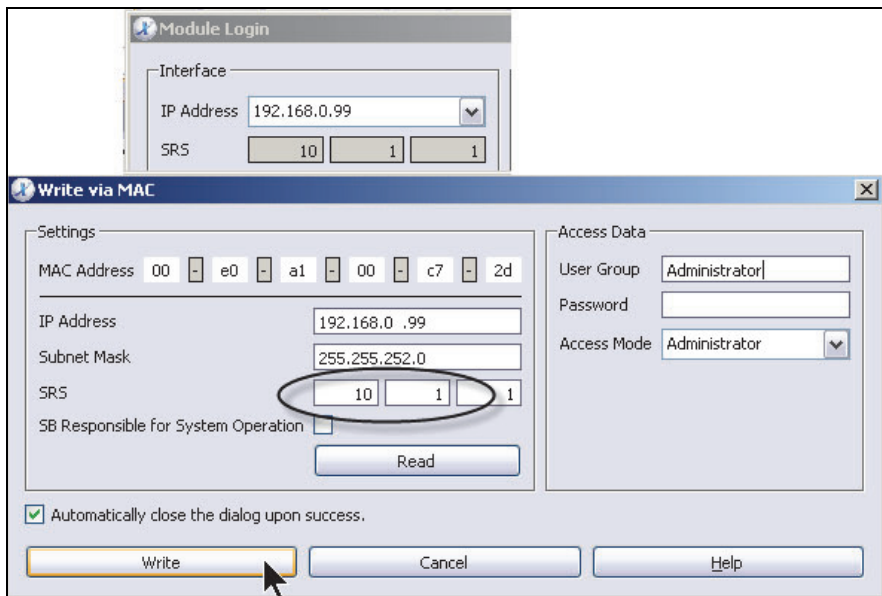 Module Login
Interface
IP Address 192.168.0.99
SRS 10 1 1
Write via MAC
Settings
MAC Address 00 - e0 - a1 - 00 - c7 - 2d
IP Address 192.168.0 .99
Subnet Mask 255.255.252.0
SRS 10 1 1
SB Responsible for System Operation
Read
Access Data
User Group Administrator
Password
Access Mode Administrator
Automatically close the dialog upon success.
Write Cancel Help